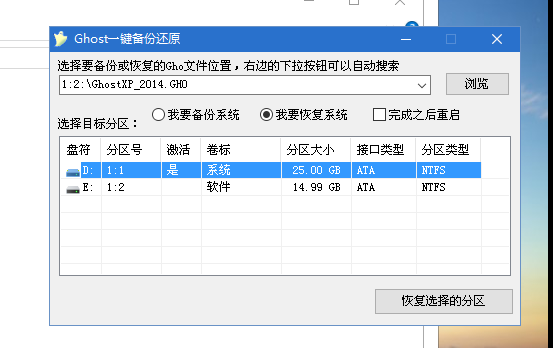 Ghost一键备份还原
选择要备份或恢复的Gho文件位置，右边的下拉按钮可以自动搜索
1:2:\GhostXP_2014.GHO 浏览
选择目标分区： 我要备份系统 我要恢复系统 完成之后重启
盘符 分区号 激活 卷标 分区大小 接口类型 分区类型
D: 1:1 是 系统 25.00 GB ATA NTFS
E: 1:2 软件 14.99 GB ATA NTFS
恢复选择的分区